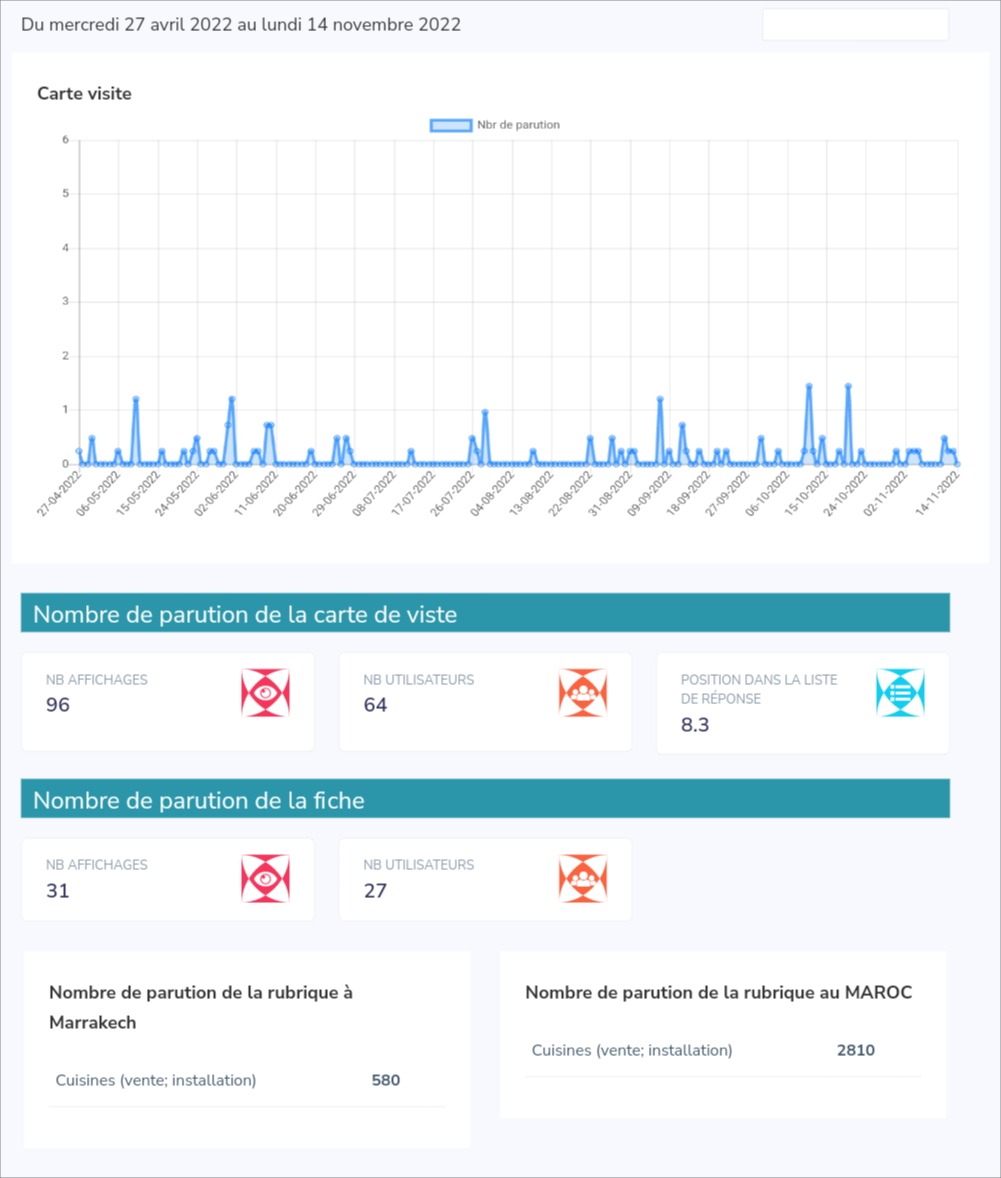 Du mercredi 27 avril 2022 au lundi 14 novembre 2022
Carte visite
Nbr de parution
6
5
4
3
2
1
0
27-04-2022
06-05-2022
15-05-2022
24-05-2022
02-06-2022
11-06-2022
20-06-2022
29-06-2022
08-07-2022
17-07-2022
26-07-2022
04-08-2022
13-08-2022
22-08-2022
31-08-2022
09-09-2022
18-09-2022
27-09-2022
06-10-2022
15-10-2022
24-10-2022
02-11-2022
14-11-2022
Nombre de parution de la carte de viste
NB AFFICHAGES
96
NB UTILISATEURS
64
POSITION DANS LA LISTE
DE RÉPONSE
8.3
Nombre de parution de la fiche
NB AFFICHAGES
31
NB UTILISATEURS
27
Nombre de parution de la rubrique à
Marrakech
Cuisines (vente; installation) 580
Nombre de parution de la rubrique au MAROC
Cuisines (vente; installation) 2810